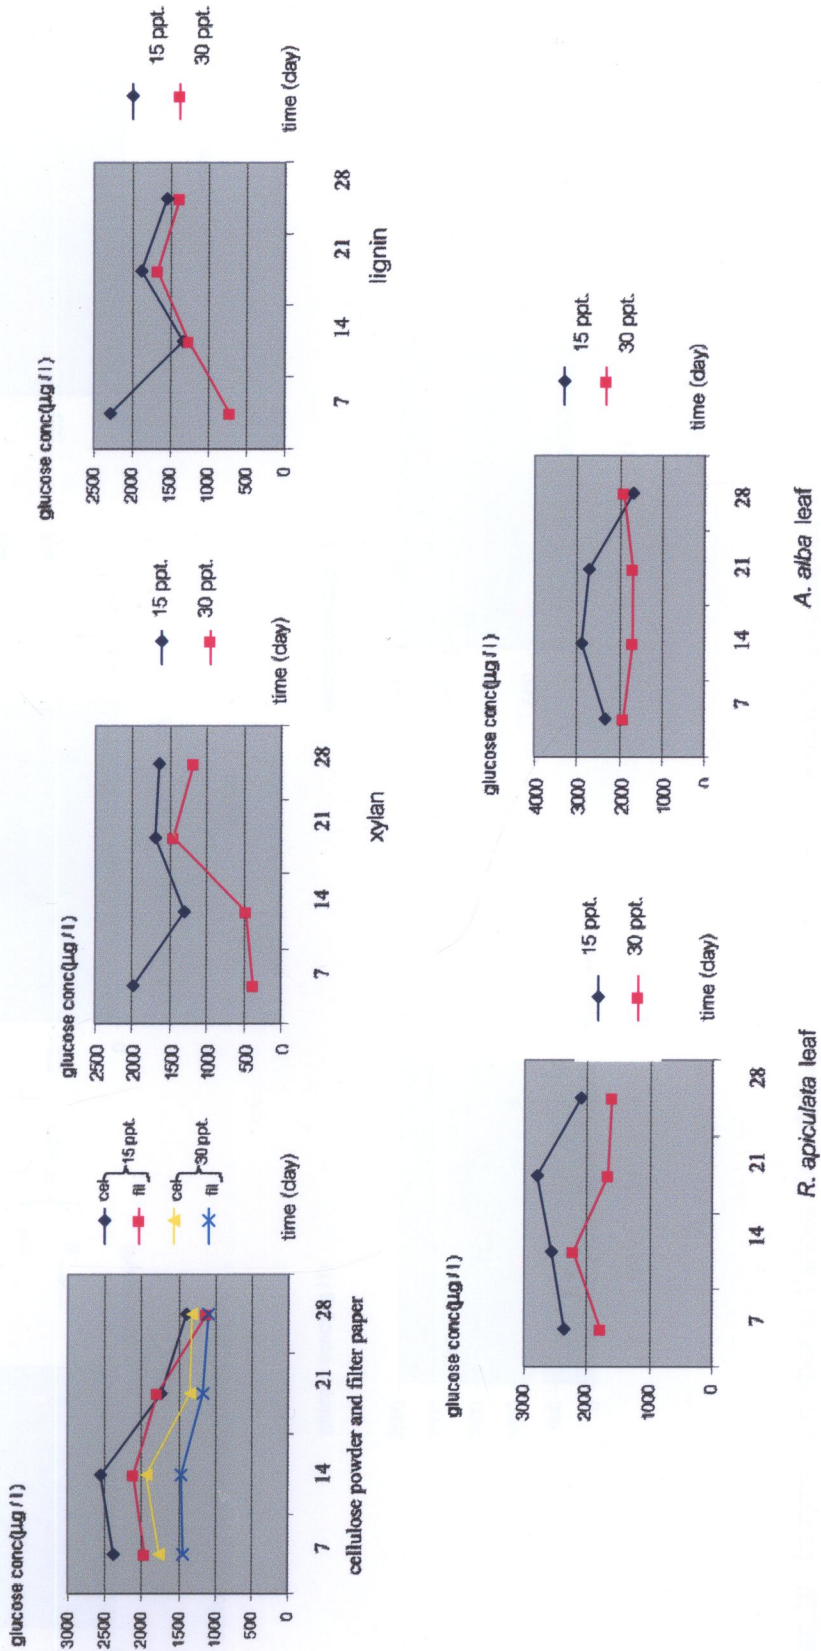 glucose conc(µg / l)
3000
2500
2000
1500
1000
500
0
7 14 21 28
time (day)
cel
fil
15 ppt.
cel
fil
30 ppt.
cellulose powder and filter paper
glucose conc(µg / l)
2500
2000
1500
1000
500
0
7 14 21 28
time (day)
15 ppt.
30 ppt.
xylan
glucose conc(µg / l)
2500
2000
1500
1000
500
0
7 14 21 28
time (day)
15 ppt.
30 ppt.
lignin
glucose conc(µg / l)
3000
2000
1000
0
7 14 21 28
time (day)
15 ppt.
30 ppt.
R. apiculata leaf
glucose conc(µg / l)
4000
3000
2000
1000
0
7 14 21 28
time (day)
15 ppt.
30 ppt.
A. alba leaf